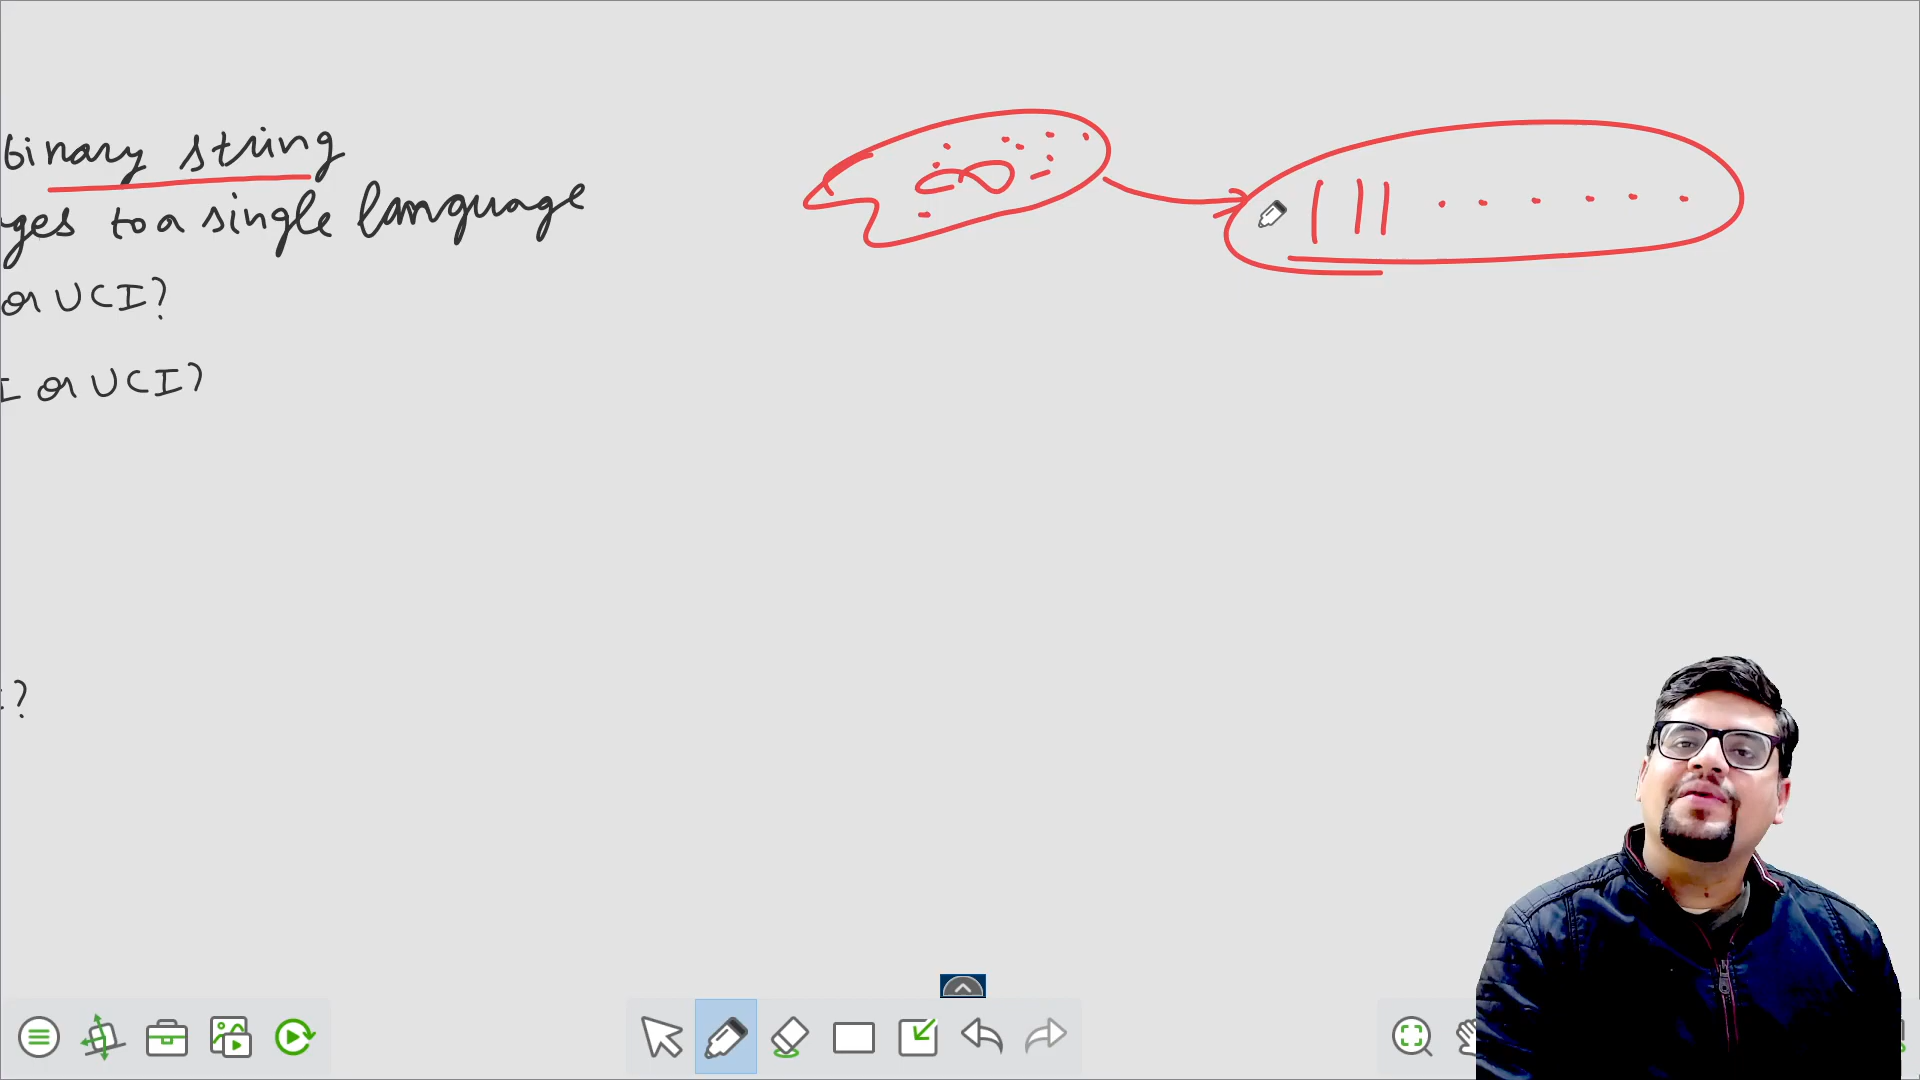 binary string
ges to a single language
or UCI?
I or UCI?
?